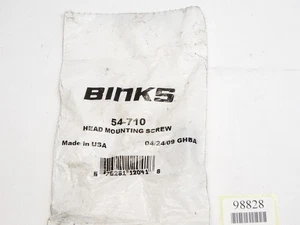 BINKS
54-710
HEAD MOUNTING SCREW
Made in USA 04/24/09 GHBA
98828